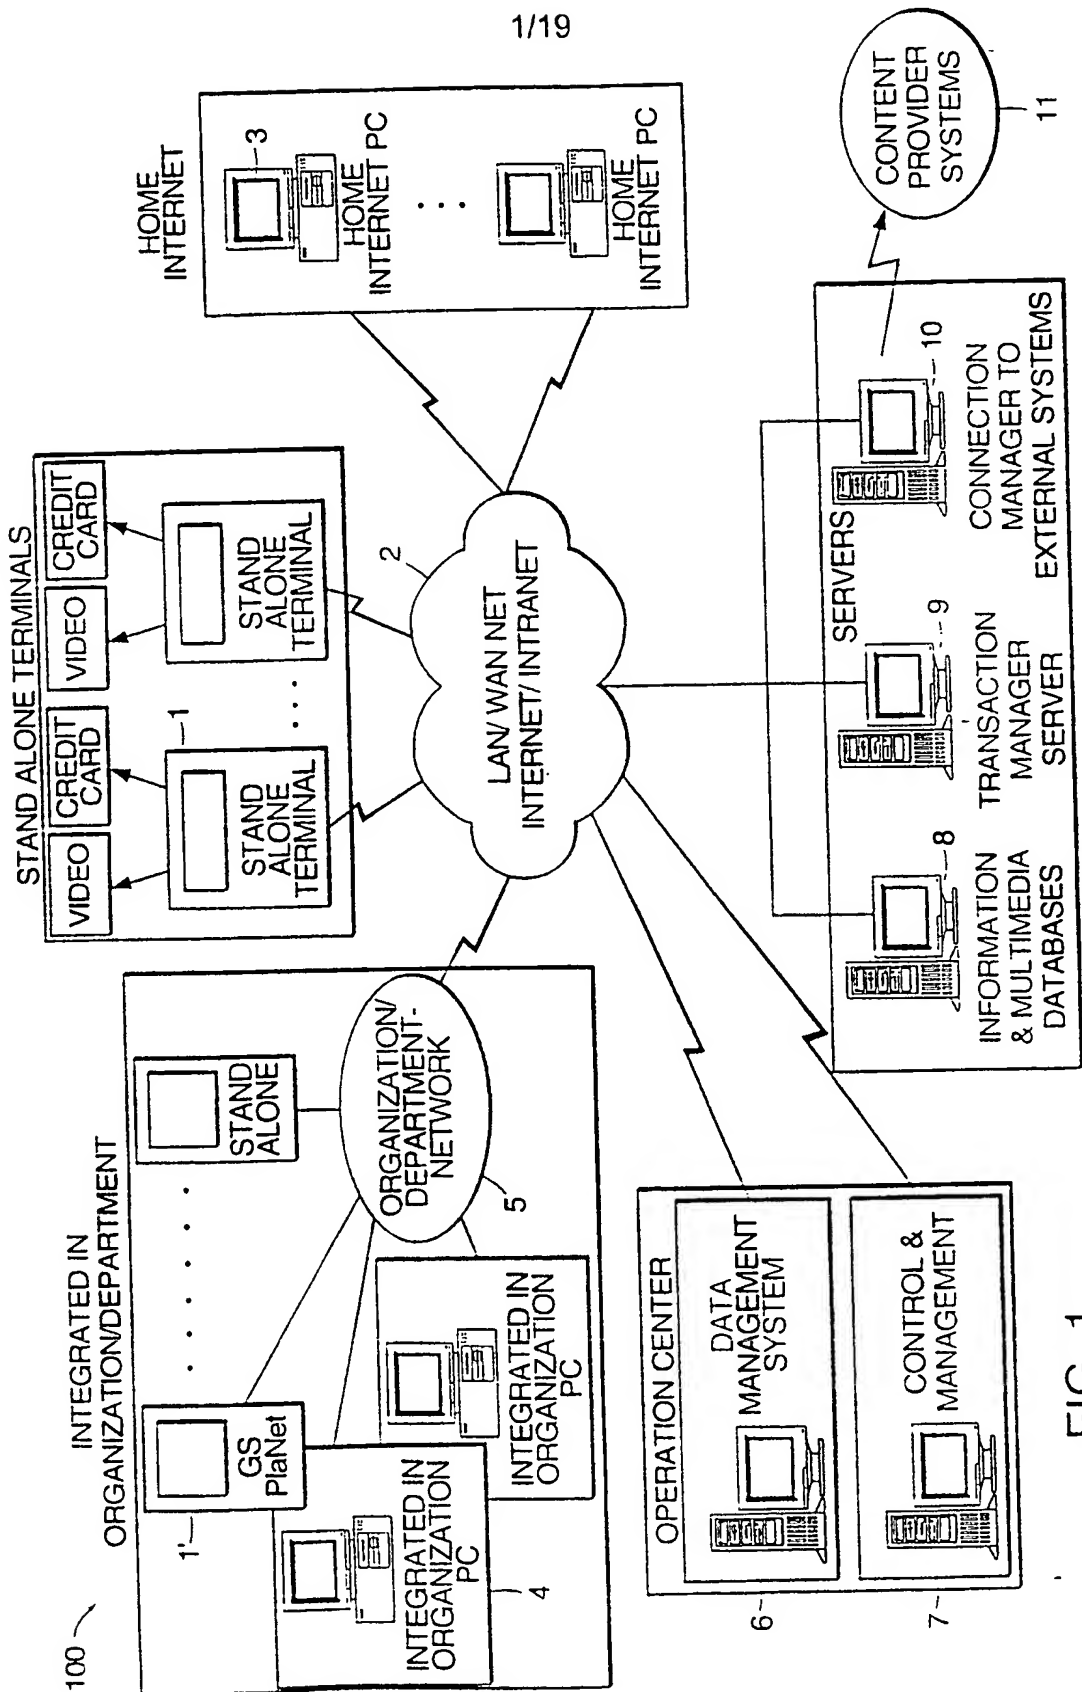 1/19
100
INTEGRATED IN
ORGANIZATION/DEPARTMENT
1'
GS
PlaNet
STAND
ALONE
INTEGRATED IN
ORGANIZATION
PC
4
INTEGRATED IN
ORGANIZATION
PC
ORGANIZATION/
DEPARTMENT-
NETWORK
5
STAND ALONE TERMINALS
VIDEO
CREDIT
CARD
VIDEO
CREDIT
CARD
1
STAND
ALONE
TERMINAL
STAND
ALONE
TERMINAL
HOME
INTERNET
3
HOME
INTERNET PC
HOME
INTERNET PC
2
LAN/WAN NET
INTERNET/INTRANET
OPERATION CENTER
DATA
MANAGEMENT
SYSTEM
6
CONTROL &
MANAGEMENT
7
SERVERS
8
INFORMATION
& MULTIMEDIA
DATABASES
9
TRANSACTION
MANAGER
SERVER
10
CONNECTION
MANAGER TO
EXTERNAL SYSTEMS
CONTENT
PROVIDER
SYSTEMS
11
FIG. 1